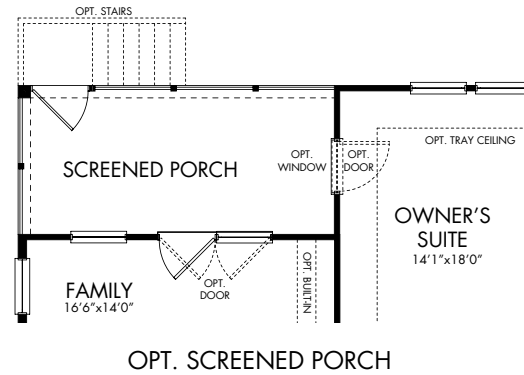 OPT. STAIRS
SCREENED PORCH
OPT.
WINDOW
OPT.
DOOR
OPT. TRAY CEILING
OWNER'S
SUITE
14'1"x18'0"
FAMILY
16'6"x14'0"
OPT.
DOOR
OPT. BUILT-IN
OPT. SCREENED PORCH